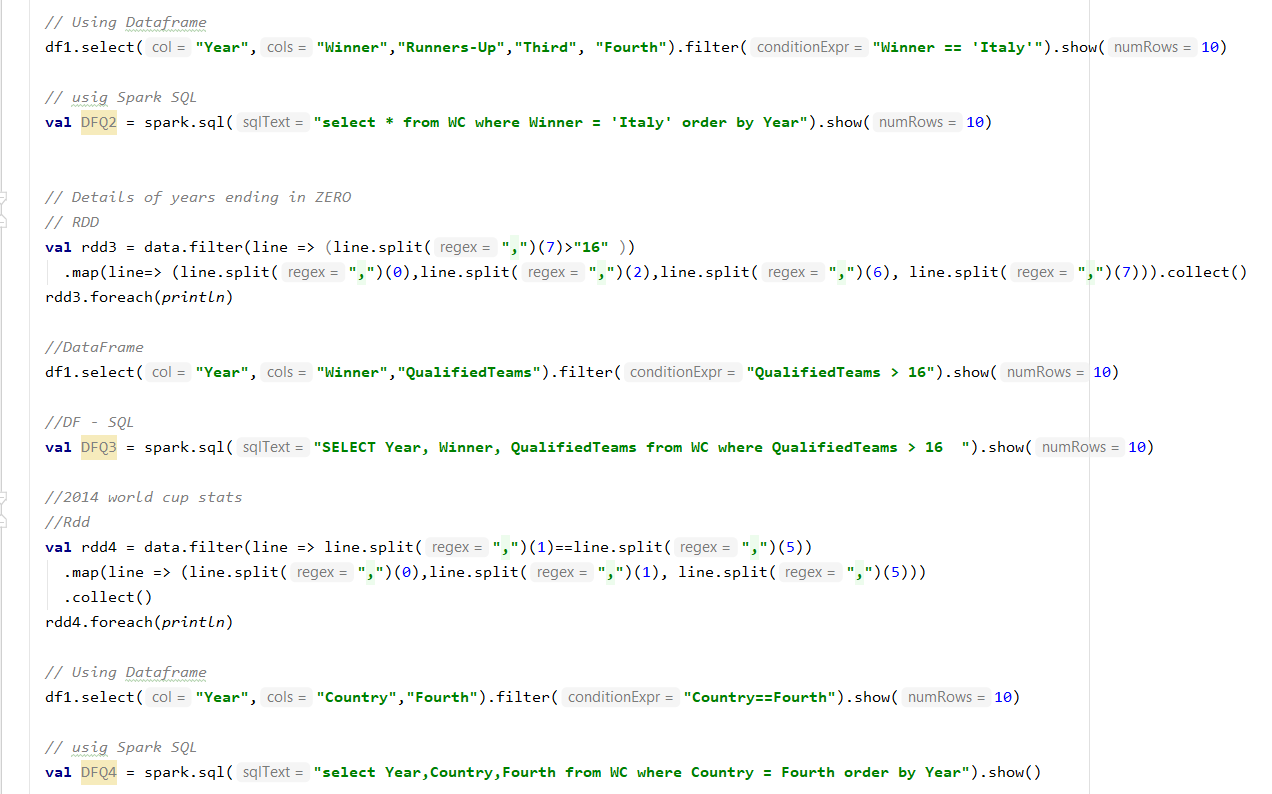 // Using Dataframe
df1.select( col = "Year", cols = "Winner","Runners-Up","Third", "Fourth").filter( conditionExpr = "Winner == 'Italy'").show( numRows = 10)
// usig Spark SQL
val DFQ2 = spark.sql( sqlText = "select * from WC where Winner = 'Italy' order by Year").show( numRows = 10)
// Details of years ending in ZERO
// RDD
val rdd3 = data.filter(line => (line.split( regex = ",")(7)>"16" ))
.map(line=> (line.split( regex = ",")(0),line.split( regex = ",")(2),line.split( regex = ",")(6), line.split( regex = ",")(7))).collect()
rdd3.foreach(println)
//DataFrame
df1.select( col = "Year", cols = "Winner","QualifiedTeams").filter( conditionExpr = "QualifiedTeams > 16").show( numRows = 10)
//DF - SQL
val DFQ3 = spark.sql( sqlText = "SELECT Year, Winner, QualifiedTeams from WC where QualifiedTeams > 16  ").show( numRows = 10)
//2014 world cup stats
//Rdd
val rdd4 = data.filter(line => line.split( regex = ",")(1)==line.split( regex = ",")(5))
.map(line => (line.split( regex = ",")(0),line.split( regex = ",")(1), line.split( regex = ",")(5)))
.collect()
rdd4.foreach(println)
// Using Dataframe
df1.select( col = "Year", cols = "Country","Fourth").filter( conditionExpr = "Country==Fourth").show( numRows = 10)
// usig Spark SQL
val DFQ4 = spark.sql( sqlText = "select Year,Country,Fourth from WC where Country = Fourth order by Year").show()